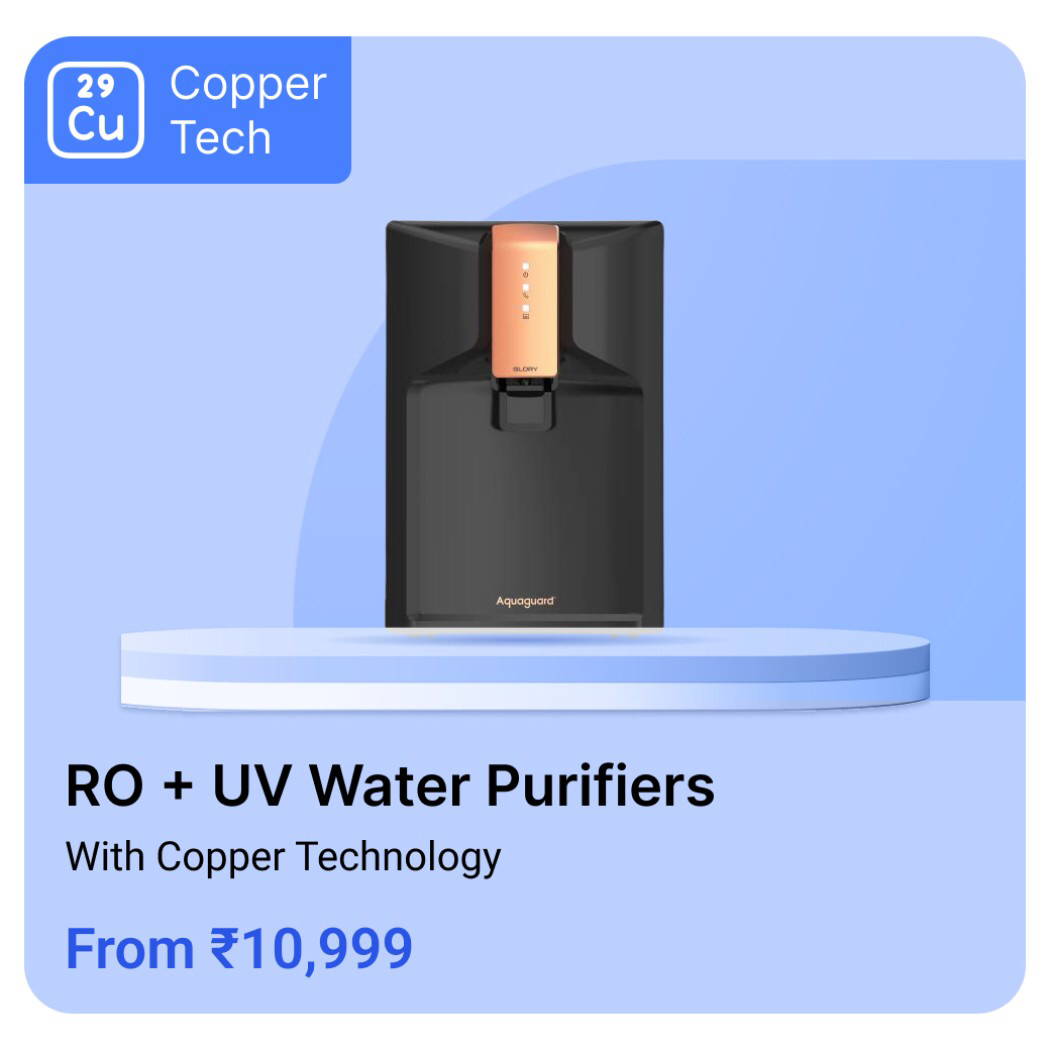 29
Cu
Copper
Tech
GLORY
Aquaguard
RO + UV Water Purifiers
With Copper Technology
From ₹10,999